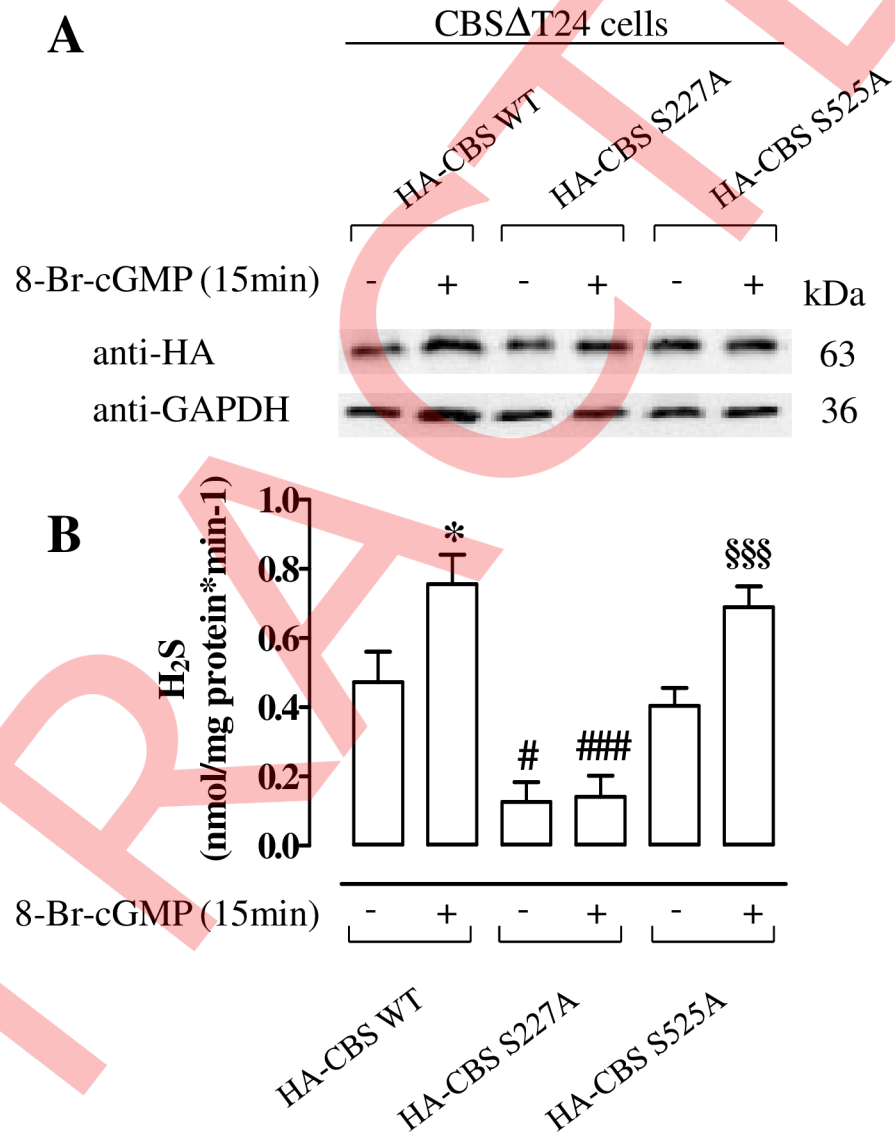 A
CBSΔT24 cells
HA-CBS WT
HA-CBS S227A
HA-CBS S525A
8-Br-cGMP (15min) - + - + - + kDa
anti-HA 63
anti-GAPDH 36
B
H₂S
(nmol/mg protein*min-1)
1.0
0.8
0.6
0.4
0.2
0.0
*
#
###
§§§
8-Br-cGMP (15min) - + - + - +
HA-CBS WT
HA-CBS S227A
HA-CBS S525A